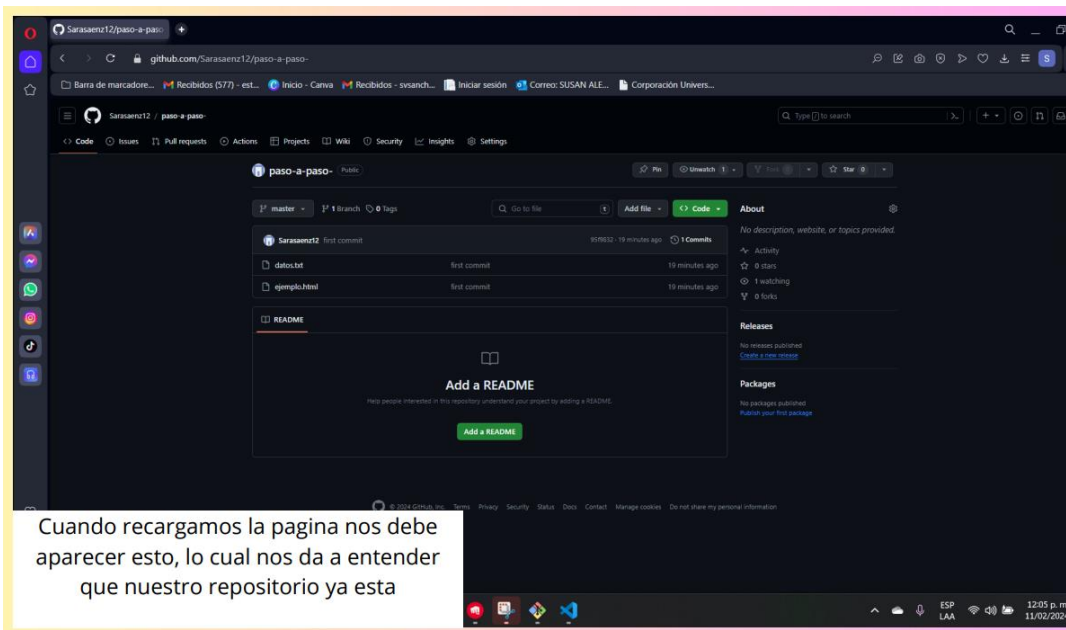 Sarasaenz12/paso-a-paso
github.com/Sarasaenz12/paso-a-paso-
S
Barra de marcadore... Recibidos (577) - est... Inicio - Canva Recibidos - svsanch... Iniciar sesión Correo: SUSAN ALE... Corporación Univers...
Sarasaenz12 / paso-a-paso- Type / to search
Code Issues Pull requests Actions Projects Wiki Security Insights Settings
paso-a-paso- Public Pin Unwatch 1 Star 0
master 1 Branch 0 Tags Go to file t Add file Code About
No description, website, or topics provided.
Sarasaenz12 first commit 19 minutes ago 1 Commits
Activity
datos.txt first commit 19 minutes ago 0 stars
ejemplo.html first commit 19 minutes ago 1 watching
0 forks
README
Releases
No releases published
Create a new release
Add a README
Help people interested in this repository understand your project by adding a README.
Add a README
Packages
No packages published
Publish your first package
© 2024 GitHub, Inc. Terms Privacy Security Status Docs Contact Manage cookies Do not share my personal information
Cuando recargamos la pagina nos debe
aparecer esto, lo cual nos da a entender
que nuestro repositorio ya esta
ESP 12:05 p. m
LAA 11/02/202